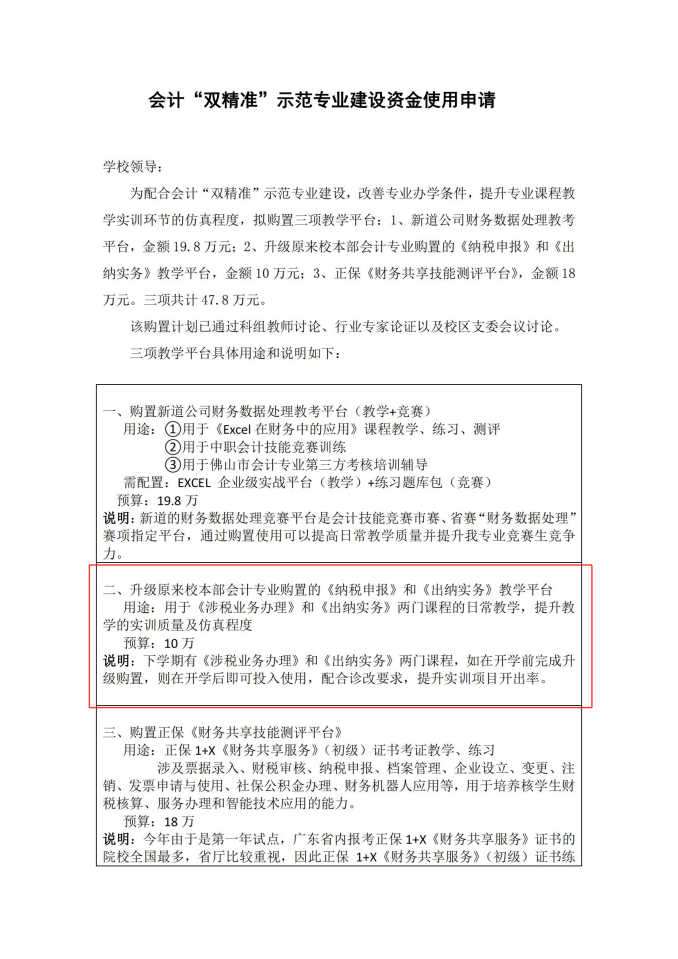 会计“双精准”示范专业建设资金使用申请
学校领导：
为配合会计“双精准”示范专业建设，改善专业办学条件，提升专业课程教
学实训环节的仿真程度，拟购置三项教学平台：1、新道公司财务数据处理教考
平台，金额 19.8 万元；2、升级原来校本部会计专业购置的《纳税申报》和《出
纳实务》教学平台，金额 10 万元；3、正保《财务共享技能测评平台》，金额 18
万元。三项共计 47.8 万元。
该购置计划已通过科组教师讨论、行业专家论证以及校区支委会议讨论。
三项教学平台具体用途和说明如下：
一、购置新道公司财务数据处理教考平台（教学+竞赛）
用途：①用于《Excel 在财务中的应用》课程教学、练习、测评
②用于中职会计技能竞赛训练
③用于佛山市会计专业第三方考核培训辅导
需配置：EXCEL 企业级实战平台（教学）+练习题库包（竞赛）
预算：19.8 万
说明：新道的财务数据处理竞赛平台是会计技能竞赛市赛、省赛“财务数据处理”
赛项指定平台，通过购置使用可以提高日常教学质量并提升我专业竞赛生竞争
力。
二、升级原来校本部会计专业购置的《纳税申报》和《出纳实务》教学平台
用途：用于《涉税业务办理》和《出纳实务》两门课程的日常教学，提升教
学的实训质量及仿真程度
预算：10 万
说明：下学期有《涉税业务办理》和《出纳实务》两门课程，如在开学前完成升
级购置，则在开学后即可投入使用，配合诊改要求，提升实训项目开出率。
三、购置正保《财务共享技能测评平台》
用途：正保 1+X《财务共享服务》（初级）证书考证教学、练习
涉及票据录入、财税审核、纳税申报、档案管理、企业设立、变更、注
销、发票申请与使用、社保公积金办理、财务机器人应用等，用于培养核学生财
税核算、服务办理和智能技术应用的能力。
预算：18 万
说明：今年由于是第一年试点，广东省内报考正保 1+X《财务共享服务》证书的
院校全国最多，省厅比较重视，因此正保 1+X《财务共享服务》（初级）证书练